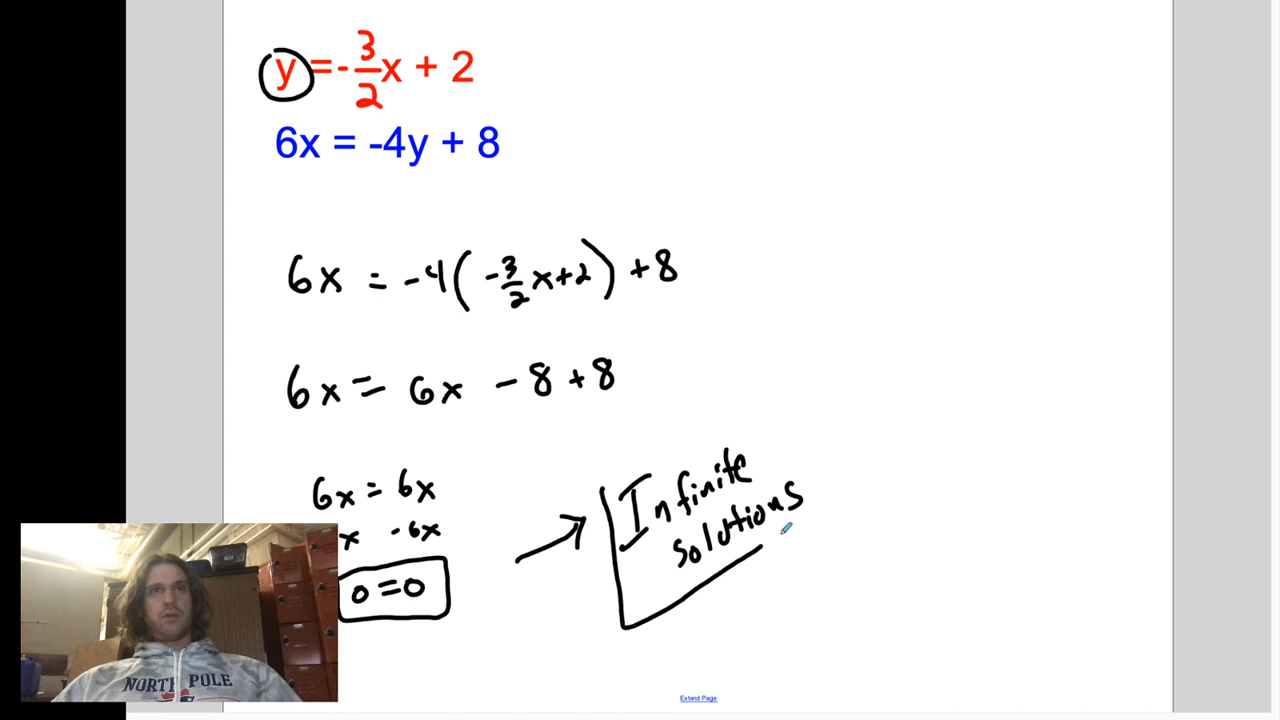 y = -3/2x + 2
6x = -4y + 8
6x = -4(-3/2x+2) +8
6x = 6x - 8 + 8
6x = 6x
x -6x
0=0
Infinite
solutions
NORTH POLE
Extend Page